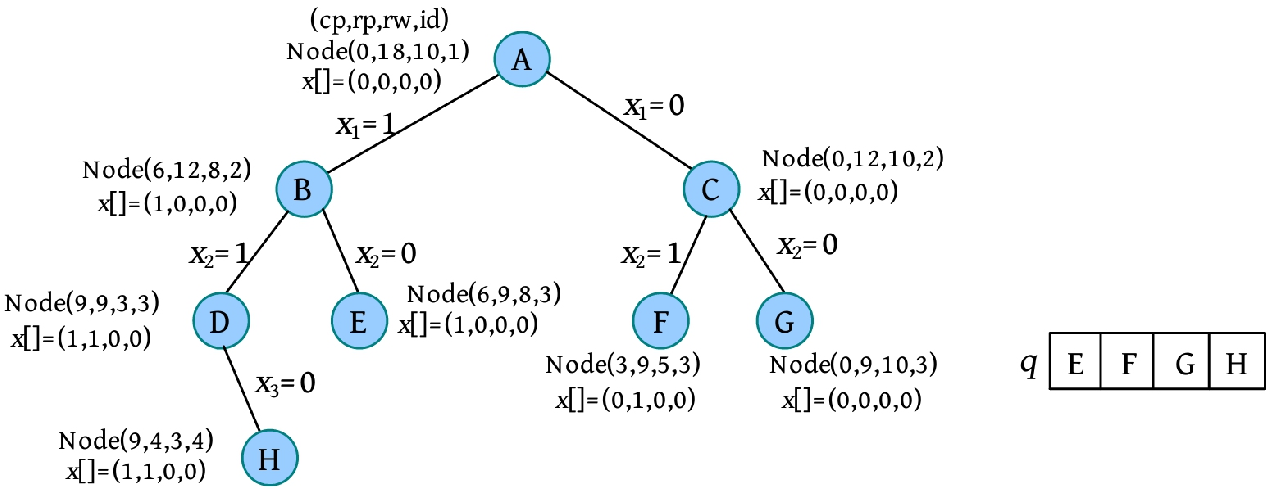 (cp,rp,rw,id)
Node(0,18,10,1)
x[]=(0,0,0,0)
A
x₁=1
x₁=0
Node(6,12,8,2)
x[]=(1,0,0,0)
B
C
Node(0,12,10,2)
x[]=(0,0,0,0)
x₂=1
x₂=0
x₂=1
x₂=0
Node(9,9,3,3)
x[]=(1,1,0,0)
D
E
Node(6,9,8,3)
x[]=(1,0,0,0)
F
G
Node(3,9,5,3)
x[]=(0,1,0,0)
Node(0,9,10,3)
x[]=(0,0,0,0)
q E F G H
x₃=0
Node(9,4,3,4)
x[]=(1,1,0,0)
H